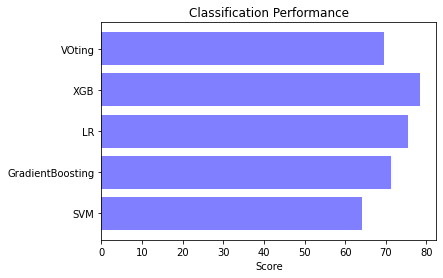 Classification Performance
VOting
XGB
LR
GradientBoosting
SVM
0 10 20 30 40 50 60 70 80
Score